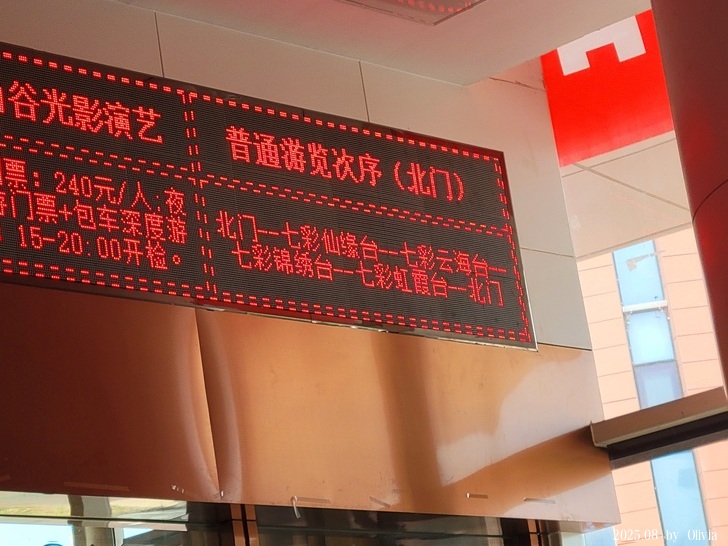 谷光影演艺
票：240元/人;夜
门票+包车深度游
15-20:00开检。
普通游览次序（北门）
北门--七彩仙缘台--七彩云海台--
七彩锦绣台--七彩虹霞台--北门
2025.08 by Olivia